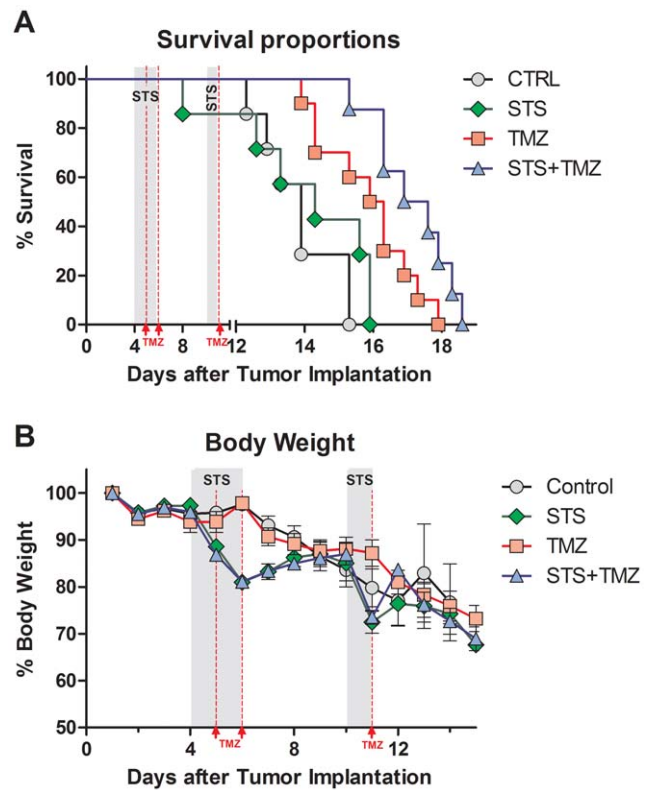 A
Survival proportions
% Survival
100
80
60
40
20
0
STS
STS
CTRL
STS
TMZ
STS+TMZ
0 4 8 12 14 16 18
TMZ TMZ
Days after Tumor Implantation
B
Body Weight
% Body Weight
100
90
80
70
60
50
STS STS
Control
STS
TMZ
STS+TMZ
TMZ TMZ
0 4 8 12
Days after Tumor Implantation